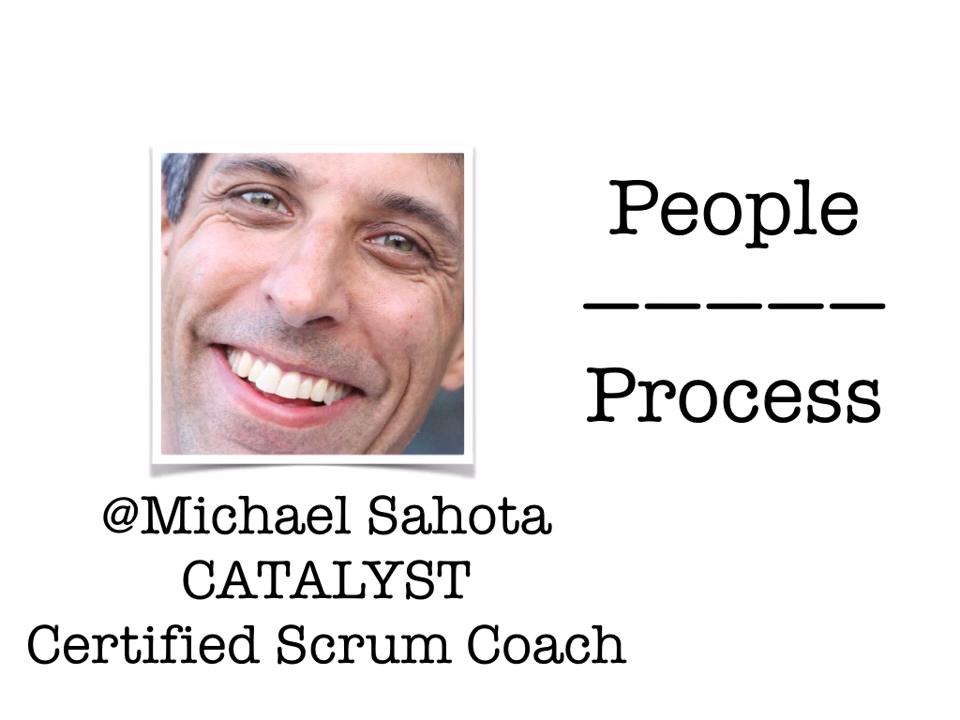 People
—————
Process
@Michael Sahota
CATALYST
Certified Scrum Coach